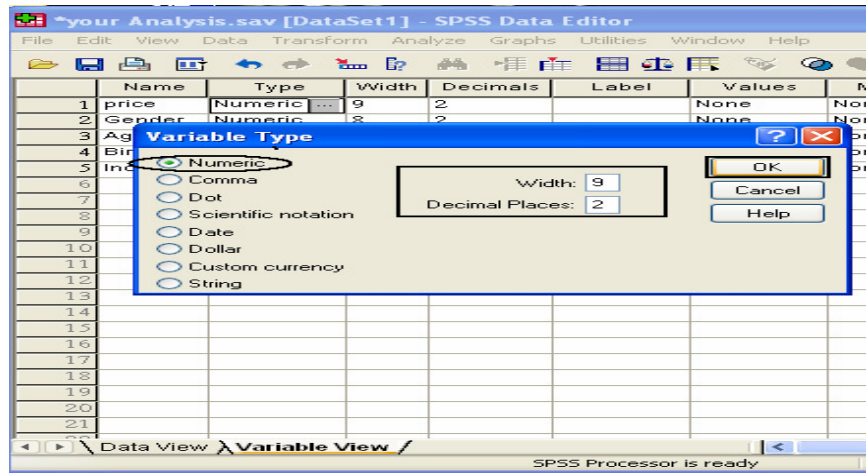 *your Analysis.sav [DataSet1] - SPSS Data Editor
File Edit View Data Transform Analyze Graphs Utilities Window Help
Name Type Width Decimals Label Values
1 price Numeric ... 9 2 None
2 Gender Numeric 8 2 None
3
4
5
Variable Type
Numeric
Comma
Dot
Scientific notation
Date
Dollar
Custom currency
String
Width: 9
Decimal Places: 2
OK
Cancel
Help
6
7
8
9
10
11
12
13
14
15
16
17
18
19
20
21
Data View Variable View
SPSS Processor is ready